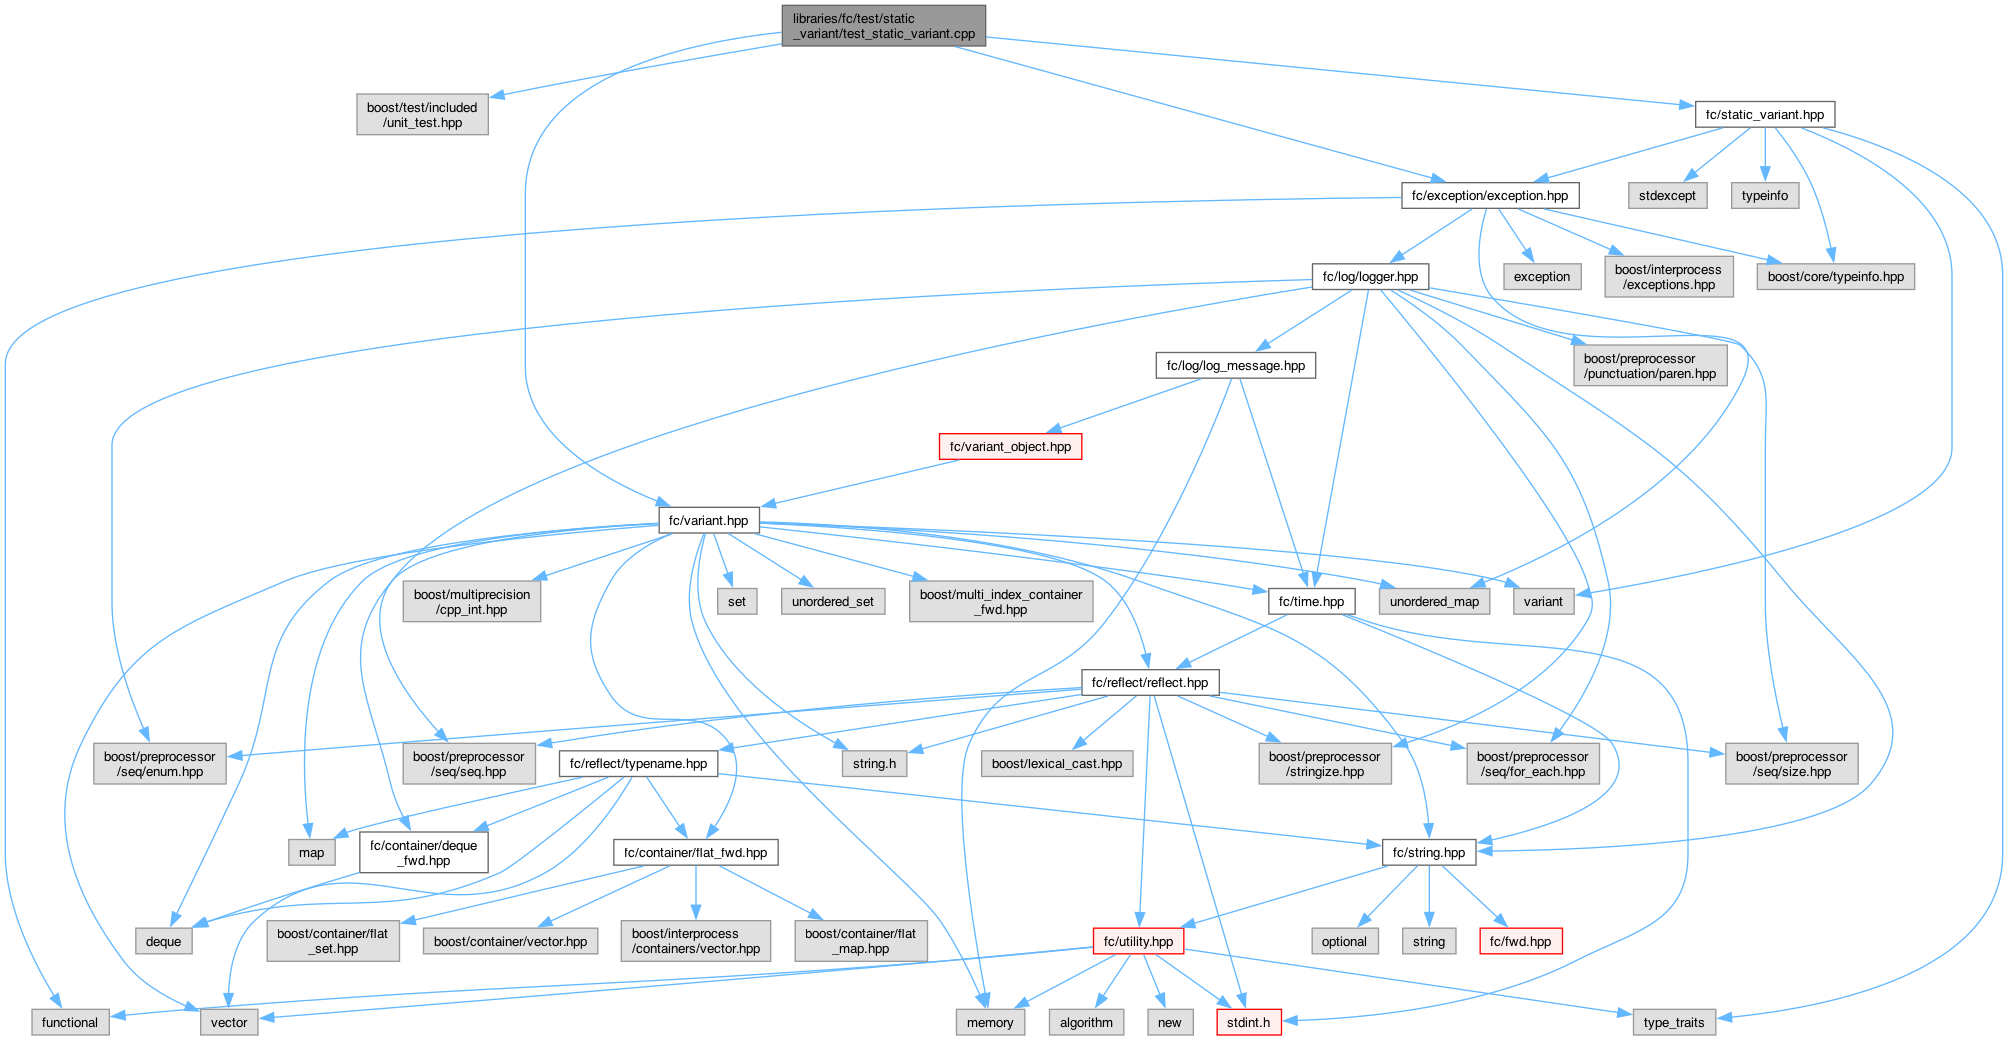 libraries/fc/test/static
_variant/test_static_variant.cpp
boost/test/included
/unit_test.hpp
fc/static_variant.hpp
fc/exception/exception.hpp
stdexcept
typeinfo
fc/log/logger.hpp
exception
boost/interprocess
/exceptions.hpp
boost/core/typeinfo.hpp
fc/log/log_message.hpp
boost/preprocessor
/punctuation/paren.hpp
fc/variant_object.hpp
fc/variant.hpp
boost/multiprecision
/cpp_int.hpp
set
unordered_set
boost/multi_index_container
_fwd.hpp
fc/time.hpp
unordered_map
variant
fc/reflect/reflect.hpp
boost/preprocessor
/seq/enum.hpp
boost/preprocessor
/seq/seq.hpp
fc/reflect/typename.hpp
string.h
boost/lexical_cast.hpp
boost/preprocessor
/stringize.hpp
boost/preprocessor
/seq/for_each.hpp
boost/preprocessor
/seq/size.hpp
map
fc/container/deque
_fwd.hpp
fc/container/flat_fwd.hpp
fc/string.hpp
deque
boost/container/flat
_set.hpp
boost/container/vector.hpp
boost/interprocess
/containers/vector.hpp
boost/container/flat
_map.hpp
fc/utility.hpp
optional
string
fc/fwd.hpp
functional
vector
memory
algorithm
new
stdint.h
type_traits